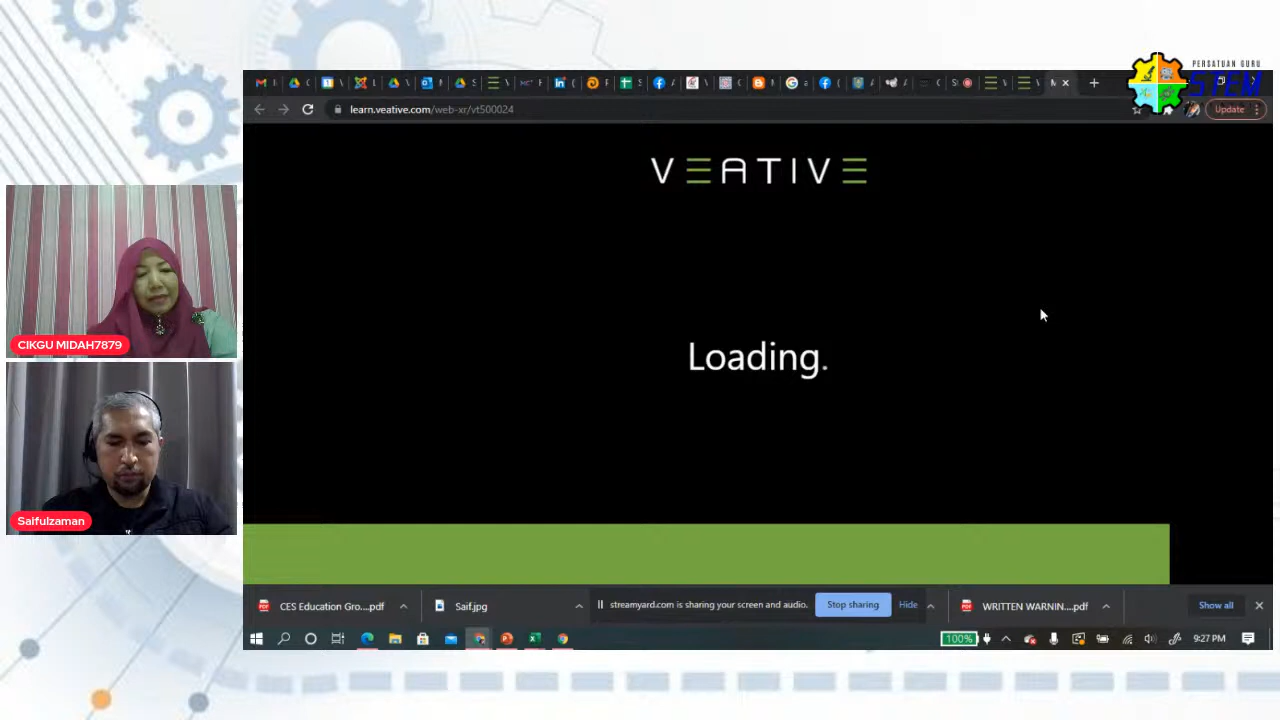 PERSATUAN GURU
STEM
learn.veative.com/web-xr/vt500024
Update
VEATIVE
Loading.
CIKGU MIDAH7879
Saifulzaman
CES Education Gro....pdf
Saif.jpg
streamyard.com is sharing your screen and audio.
Stop sharing
Hide
WRITTEN WARNIN....pdf
Show all
100%
9:27 PM